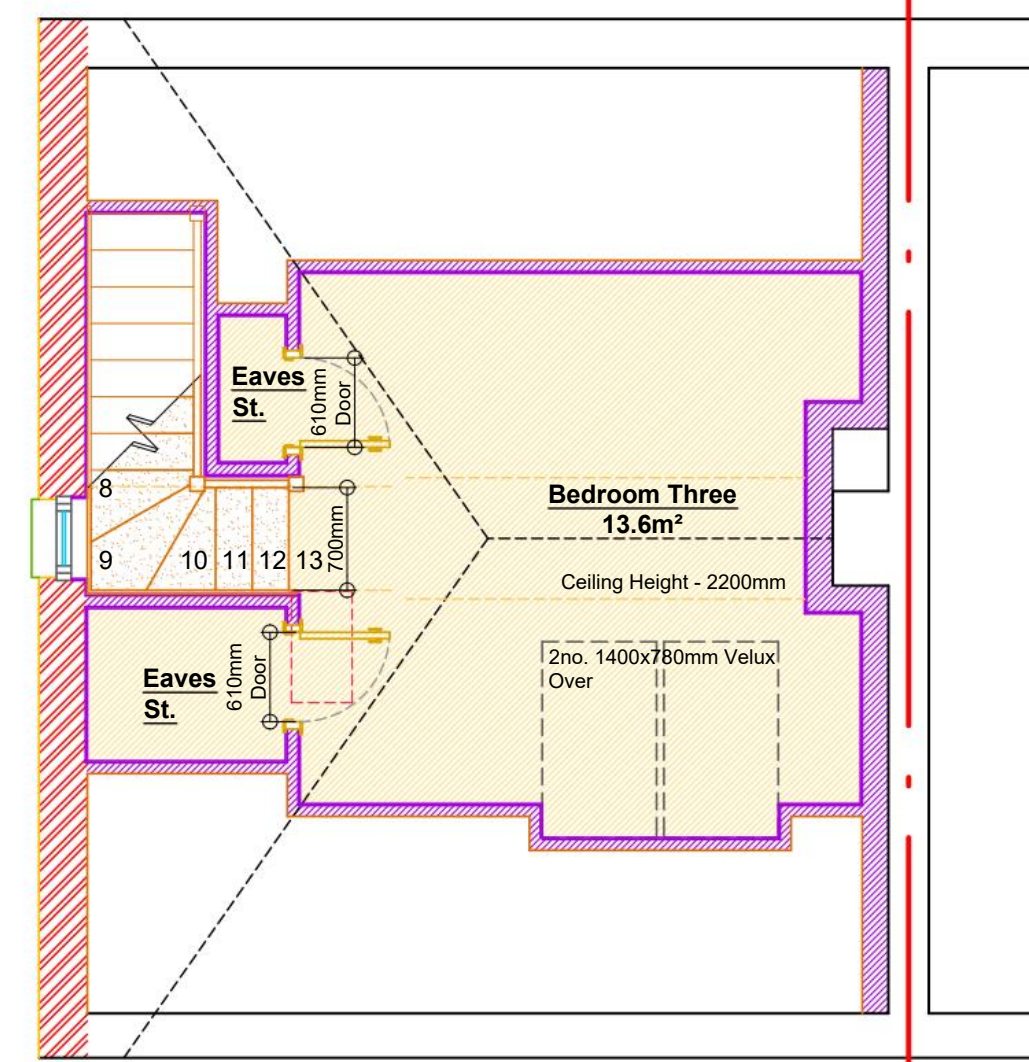 Eaves
St.
610mm
Door
8
9
10
11
12
13
700mm
Bedroom Three
13.6m²
Ceiling Height - 2200mm
2no. 1400x780mm Velux
Over
Eaves
St.
610mm
Door